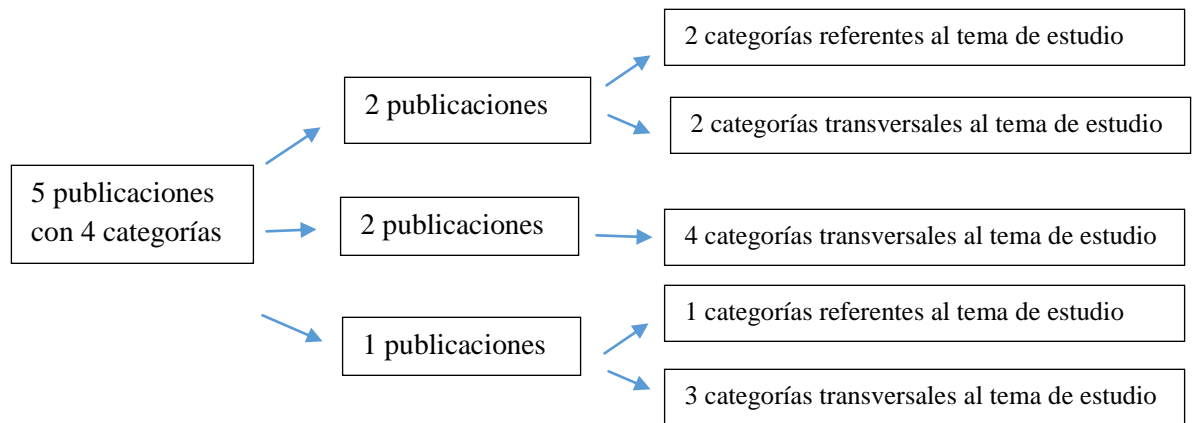 5 publicaciones
con 4 categorías
2 publicaciones
2 categorías referentes al tema de estudio
2 categorías transversales al tema de estudio
2 publicaciones
4 categorías transversales al tema de estudio
1 publicaciones
1 categorías referentes al tema de estudio
3 categorías transversales al tema de estudio